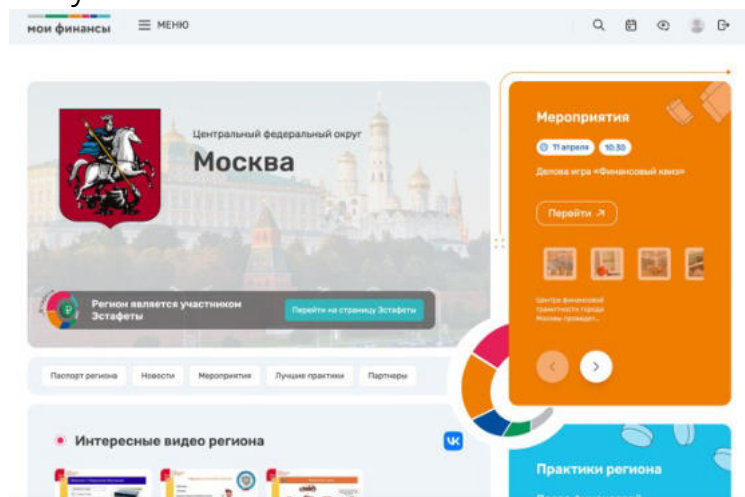 мои финансы
МЕНЮ
Центральный федеральный округ
Москва
Регион является участником
Эстафеты
Перейти на страницу Эстафеты
Паспорт региона
Новости
Мероприятия
Лучшие практики
Партнеры
Интересные видео региона
Мероприятия
11 апреля
10:30
Делова игра «Финансовый квиз»
Перейти
Центра финансовой
грамотности города
Москвы проведет...
Практики региона